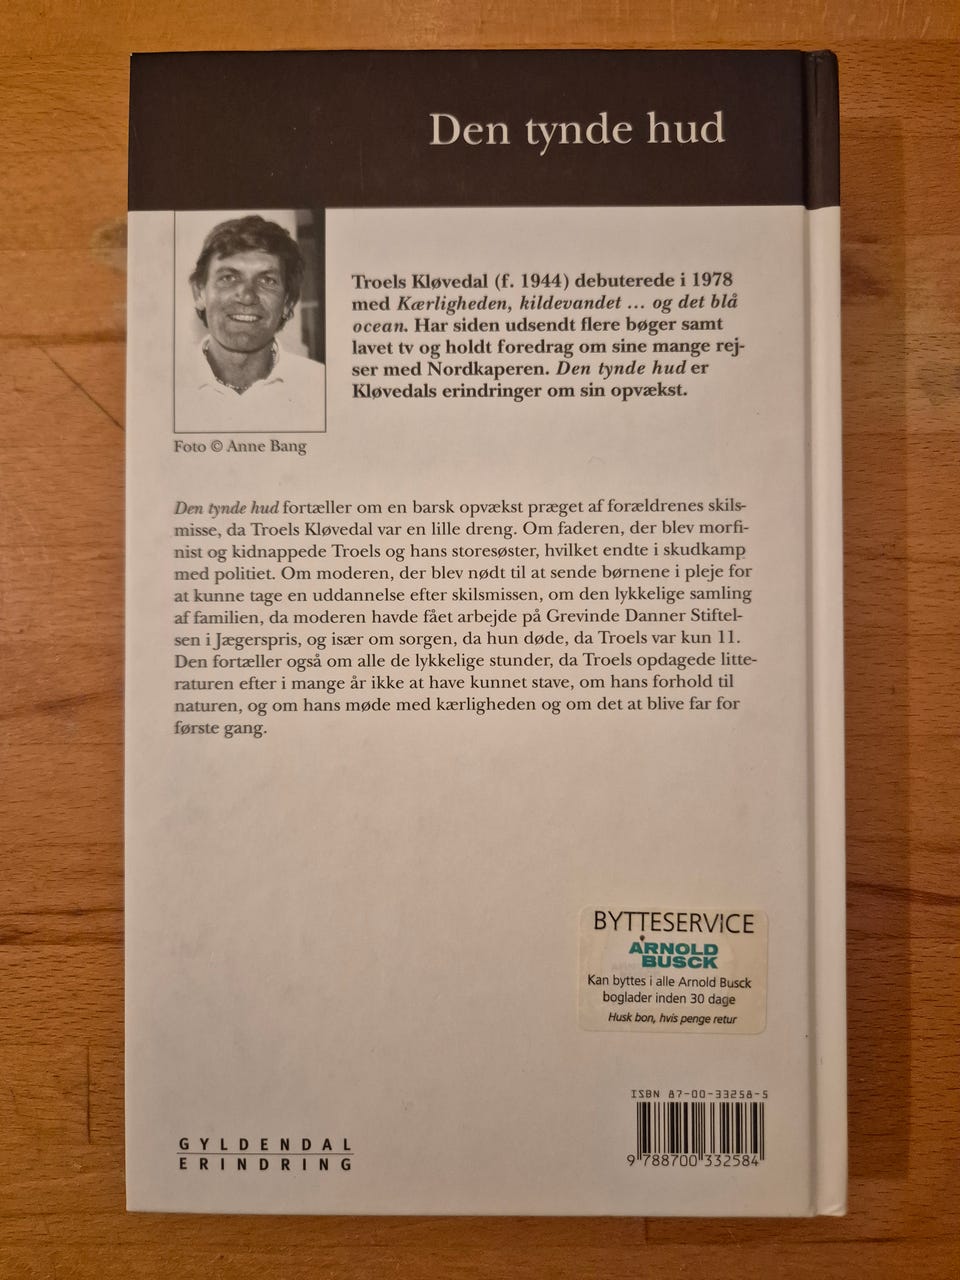 Den tynde hud
Troels Kløvedal (f. 1944) debuterede i 1978
med Kærligheden, kildevandet ... og det blå
ocean. Har siden udsendt flere bøger samt
lavet tv og holdt foredrag om sine mange rej-
ser med Nordkaperen. Den tynde hud er
Kløvedals erindringer om sin opvækst.
Foto © Anne Bang
Den tynde hud fortæller om en barsk opvækst præget af forældrenes skils-
misse, da Troels Kløvedal var en lille dreng. Om faderen, der blev morfi-
nist og kidnappede Troels og hans storesøster, hvilket endte i skudkamp
med politiet. Om moderen, der blev nødt til at sende børnene i pleje for
at kunne tage en uddannelse efter skilsmissen, om den lykkelige samling
af familien, da moderen havde fået arbejde på Grevinde Danner Stiftel-
sen i Jægerspris, og især om sorgen, da hun døde, da Troels var kun 11.
Den fortæller også om alle de lykkelige stunder, da Troels opdagede litte-
raturen efter i mange år ikke at have kunnet stave, om hans forhold til
naturen, og om hans møde med kærligheden og om det at blive far for
første gang.
BYTTESERVICE
ARNOLD
BUSCK
Kan byttes i alle Arnold Busck
boglader inden 30 dage
Husk bon, hvis penge retur
ISBN 87-00-33258-5
9 788700 332584
GYLDENDAL
ERINDRING